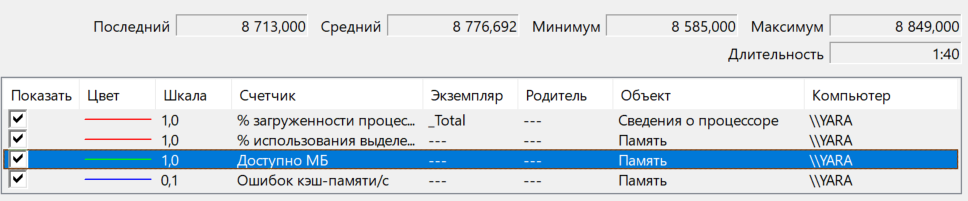 Последний 8 713,000 Средний 8 776,692 Минимум 8 585,000 Максимум 8 849,000
Длительность 1:40
Показать Цвет Шкала Счетчик Экземпляр Родитель Объект Компьютер
1,0 % загруженности процес... _Total --- Сведения о процессоре \\YARA
1,0 % использования выделе... --- --- Память \\YARA
1,0 Доступно МБ --- --- Память \\YARA
0,1 Ошибок кэш-памяти/с --- --- Память \\YARA